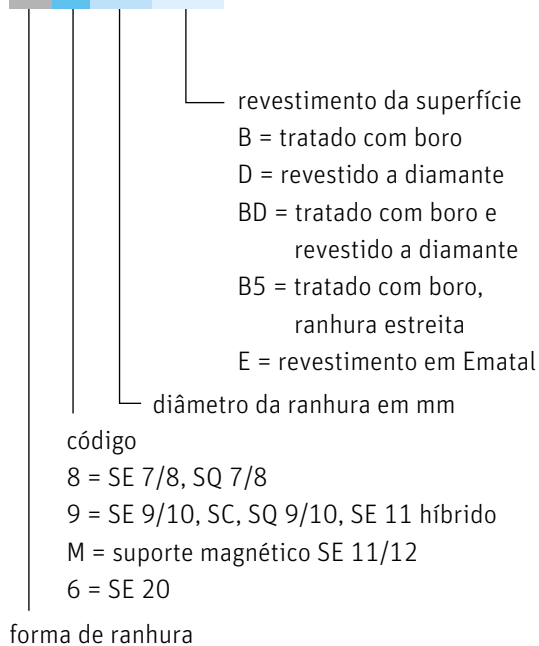 revestimento da superfície
B = tratado com boro
D = revestido a diamante
BD = tratado com boro e
revestido a diamante
B5 = tratado com boro,
ranhura estreita
E = revestimento em Ematal
diâmetro da ranhura em mm
código
8 = SE 7/8, SQ 7/8
9 = SE 9/10, SC, SQ 9/10, SE 11 híbrido
M = suporte magnético SE 11/12
6 = SE 20
forma de ranhura